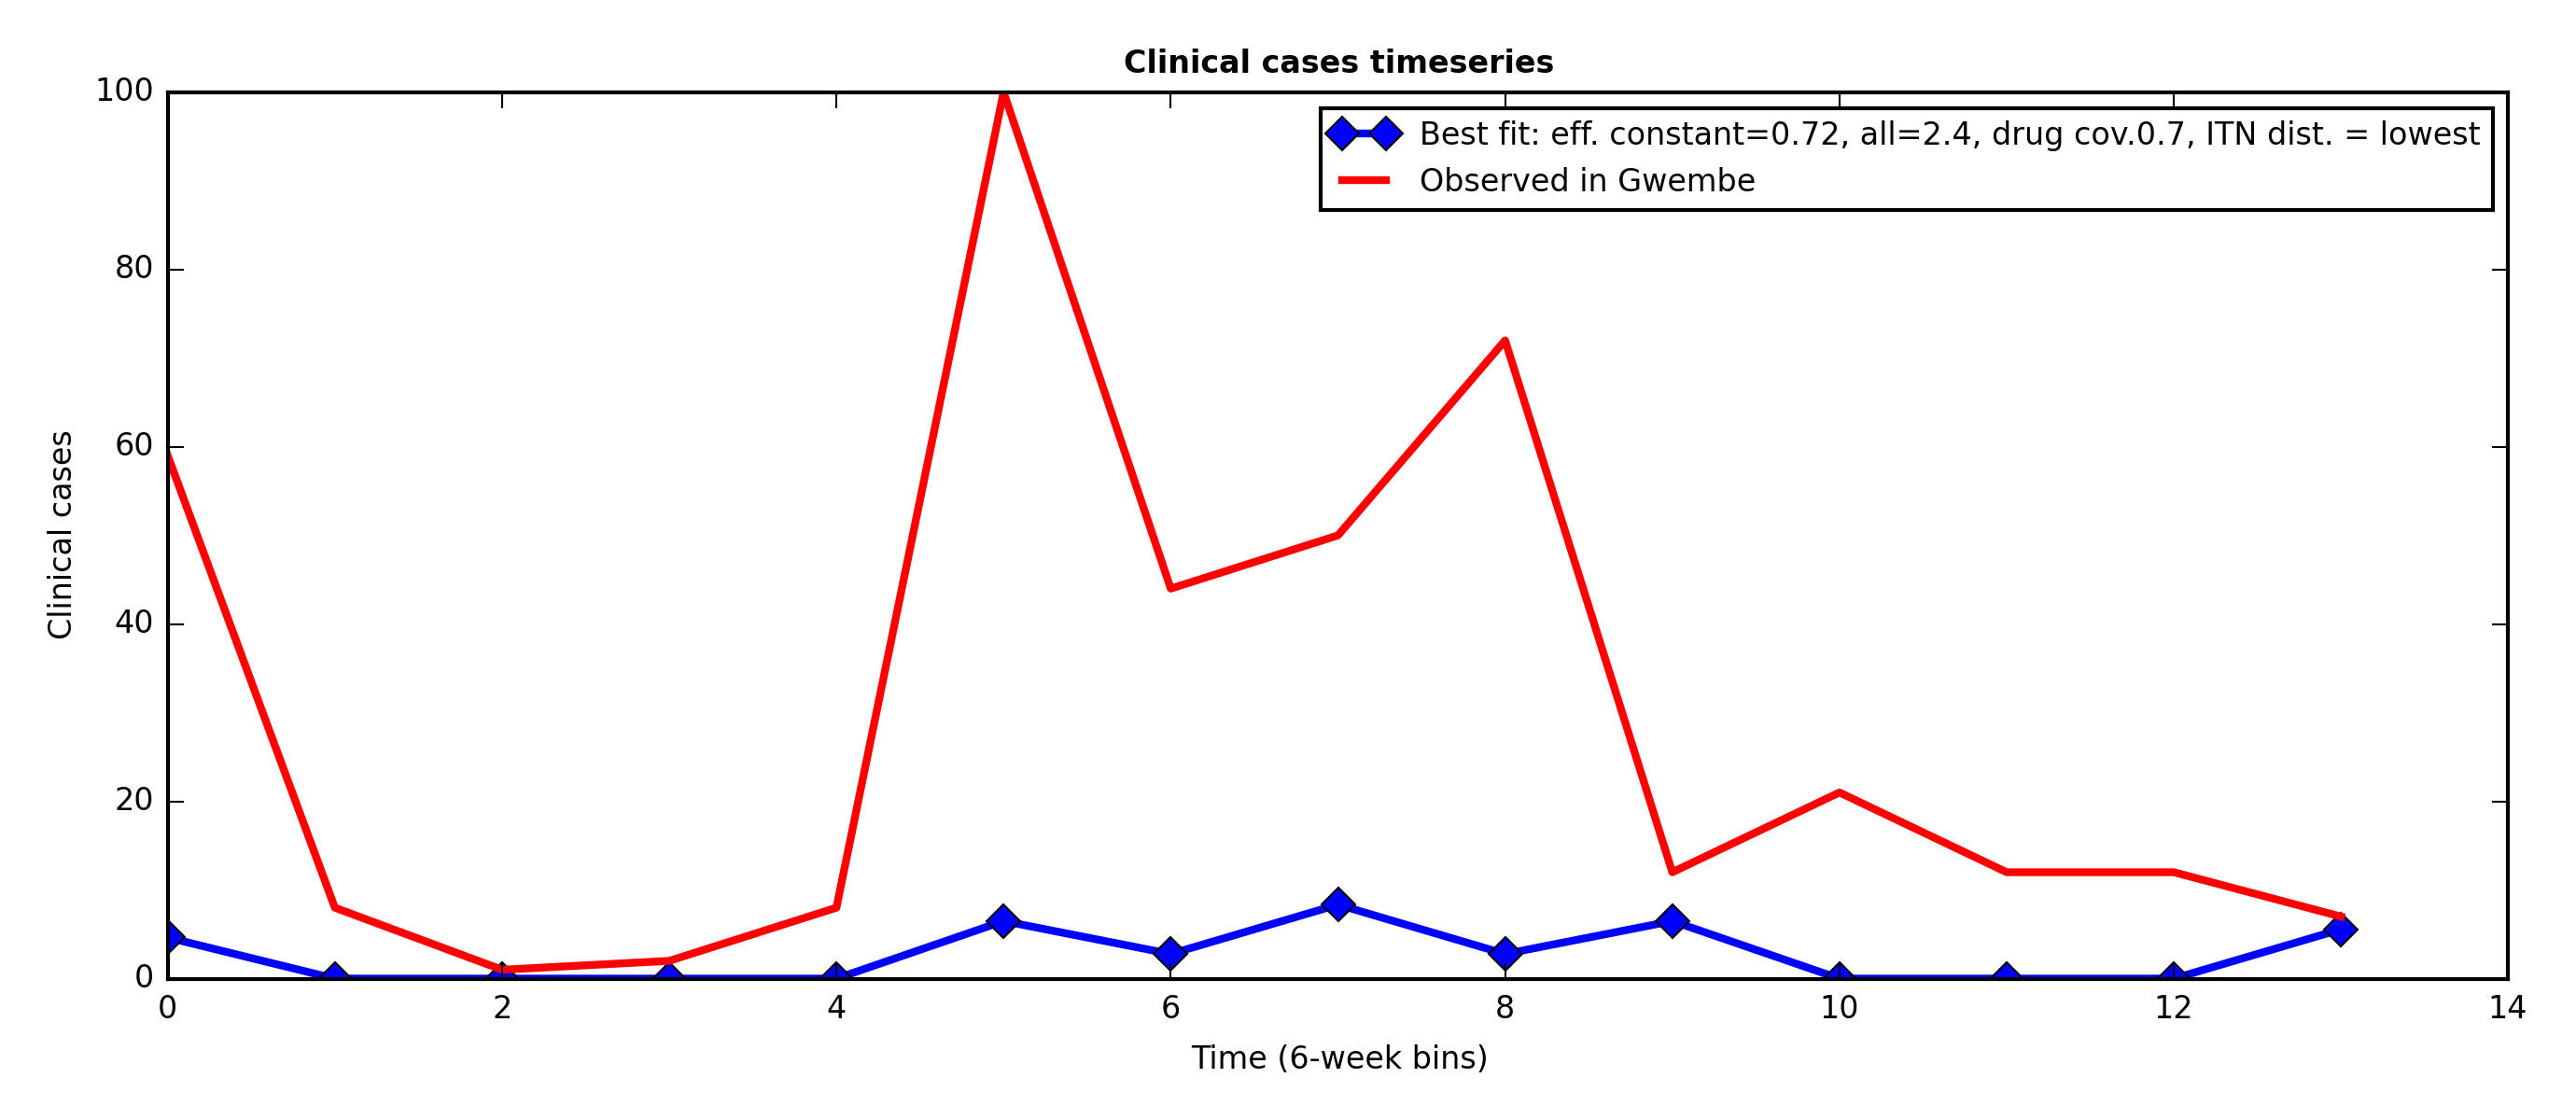 Clinical cases timeseries
100
80
60
40
20
0
Clinical cases
Best fit: eff. constant=0.72, all=2.4, drug cov.0.7, ITN dist. = lowest
Observed in Gwembe
0 2 4 6 8 10 12 14
Time (6-week bins)